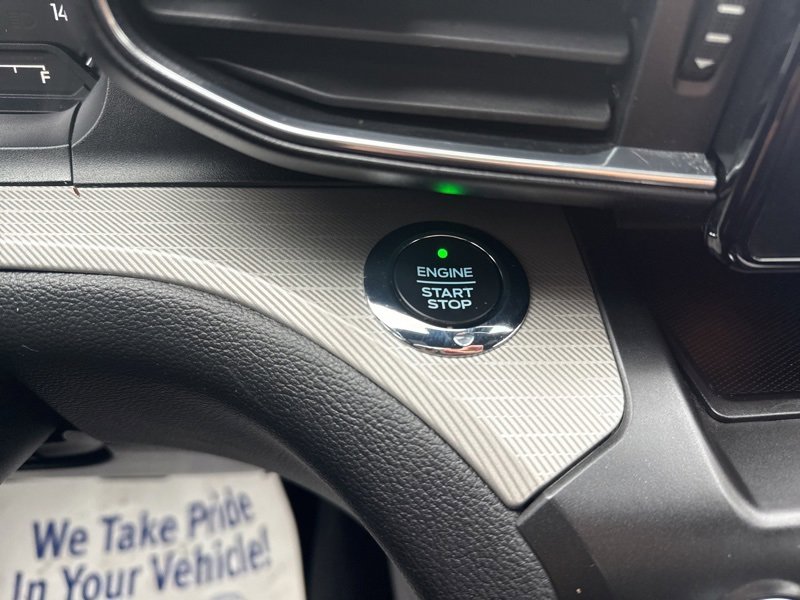 14
F
ENGINE
START
STOP
We Take Pride
In Your Vehicle!